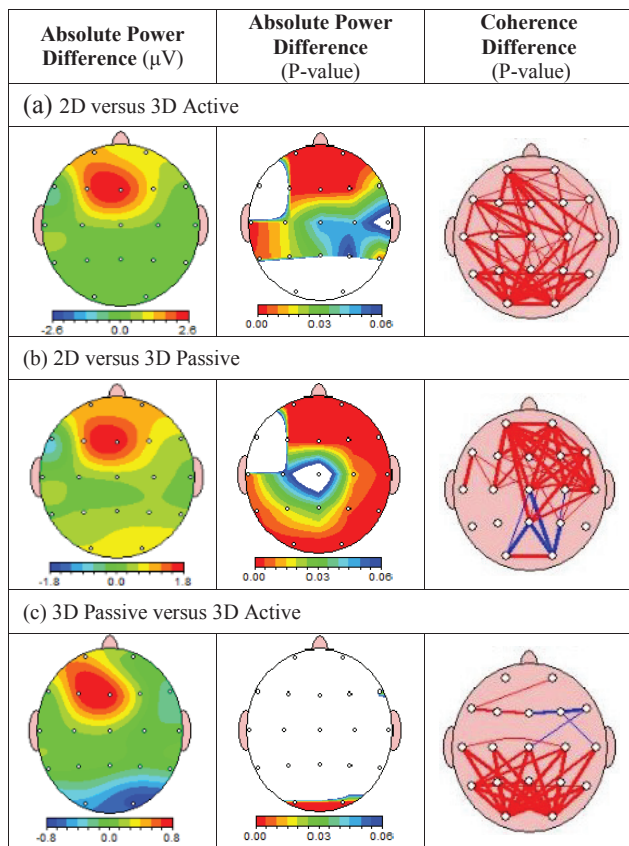 Absolute Power
Difference (µV)
Absolute Power
Difference
(P-value)
Coherence
Difference
(P-value)
(a) 2D versus 3D Active
-2.6 0.0 2.6
0.00 0.03 0.06
(b) 2D versus 3D Passive
-1.8 0.0 1.8
0.00 0.03 0.06
(c) 3D Passive versus 3D Active
-0.8 0.0 0.8
0.00 0.03 0.06